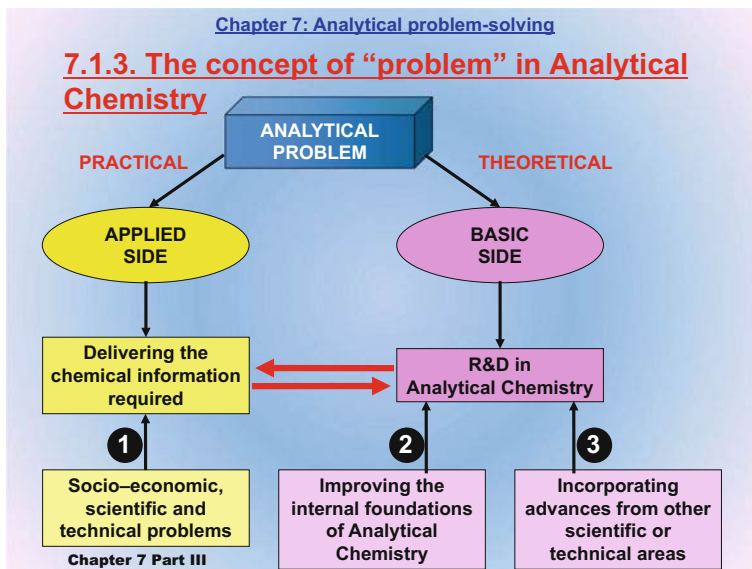 Chapter 7: Analytical problem-solving
7.1.3. The concept of “problem” in Analytical
Chemistry
ANALYTICAL
PROBLEM
PRACTICAL
THEORETICAL
APPLIED
SIDE
BASIC
SIDE
Delivering the
chemical information
required
R&D in
Analytical Chemistry
1
2
3
Socio–economic,
scientific and
technical problems
Improving the
internal foundations
of Analytical
Chemistry
Incorporating
advances from other
scientific or
technical areas
Chapter 7 Part III